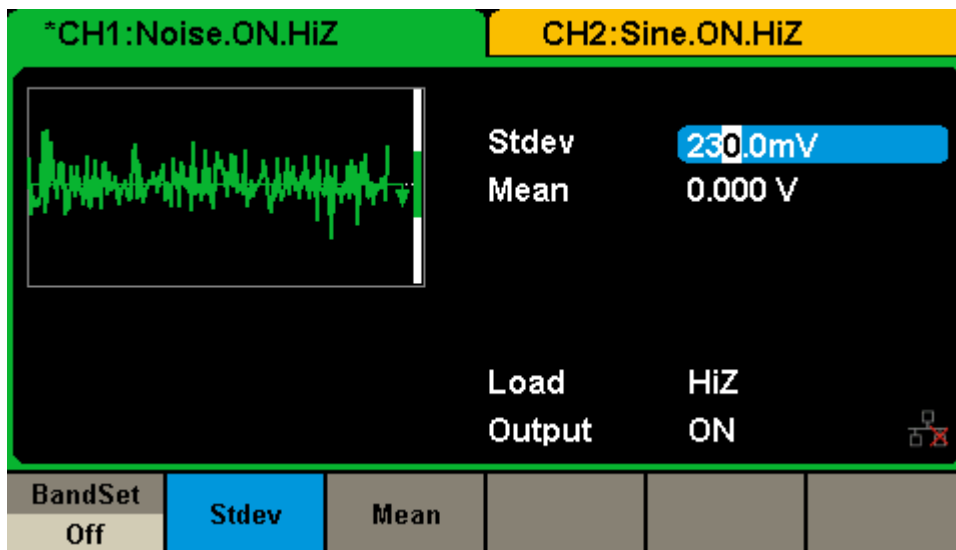 *CH1:Noise.ON.HiZ
CH2:Sine.ON.HiZ
Stdev 230.0mV
Mean 0.000 V
Load HiZ
Output ON
BandSet
Off
Stdev
Mean